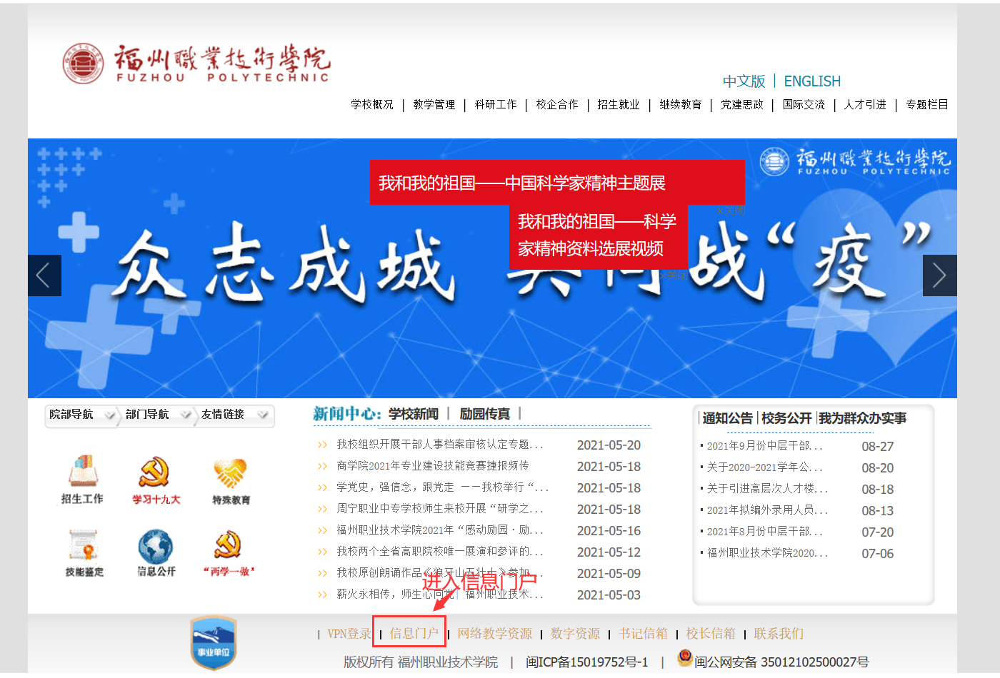 福州職業技術學院
FUZHOU POLYTECHNIC
中文版 | ENGLISH
学校概况 | 教学管理 | 科研工作 | 校企合作 | 招生就业 | 继续教育 | 党建思政 | 国际交流 | 人才引进 | 专题栏目
福州職業技術學院
FUZHOU POLYTECHNIC
我和我的祖国——中国科学家精神主题展
×关闭
我和我的祖国——科学
家精神资料选展视频
×关闭
众志成城 共同战“疫”
院部导航 部门导航 友情链接
招生工作 学习十九大 特殊教育
技能鉴定 信息公开 “两学一做”
新闻中心: 学校新闻 | 励园传真 |
>> 我校组织开展干部人事档案审核认定专题... 2021-05-20
>> 商学院2021年专业建设技能竞赛捷报频传 2021-05-18
>> 学党史，强信念，跟党走 －－我校举行“... 2021-05-18
>> 周宁职业中专学校师生来校开展“研学之... 2021-05-18
>> 福州职业技术学院2021年“感动励园·励... 2021-05-16
>> 我校两个全省高职院校唯一展演和参评的... 2021-05-12
>> 我校原创朗诵作品《狼牙山五壮士》参加... 2021-05-09
>> 薪火永相传，师生心向党| 福州职业技术... 2021-05-03
进入信息门户
|通知公告|校务公开|我为群众办实事
2021年9月份中层干部... 08-27
关于2020-2021学年公... 08-20
关于引进高层次人才楼... 08-18
2021年拟编外录用人员... 08-13
2021年8月份中层干部... 07-20
福州职业技术学院2020... 07-06
事业单位
| VPN登录 | 信息门户 | 网络教学资源 | 数字资源 | 书记信箱 | 校长信箱 | 联系我们
版权所有 福州职业技术学院 | 闽ICP备15019752号-1 | 闽公网安备 35012102500027号